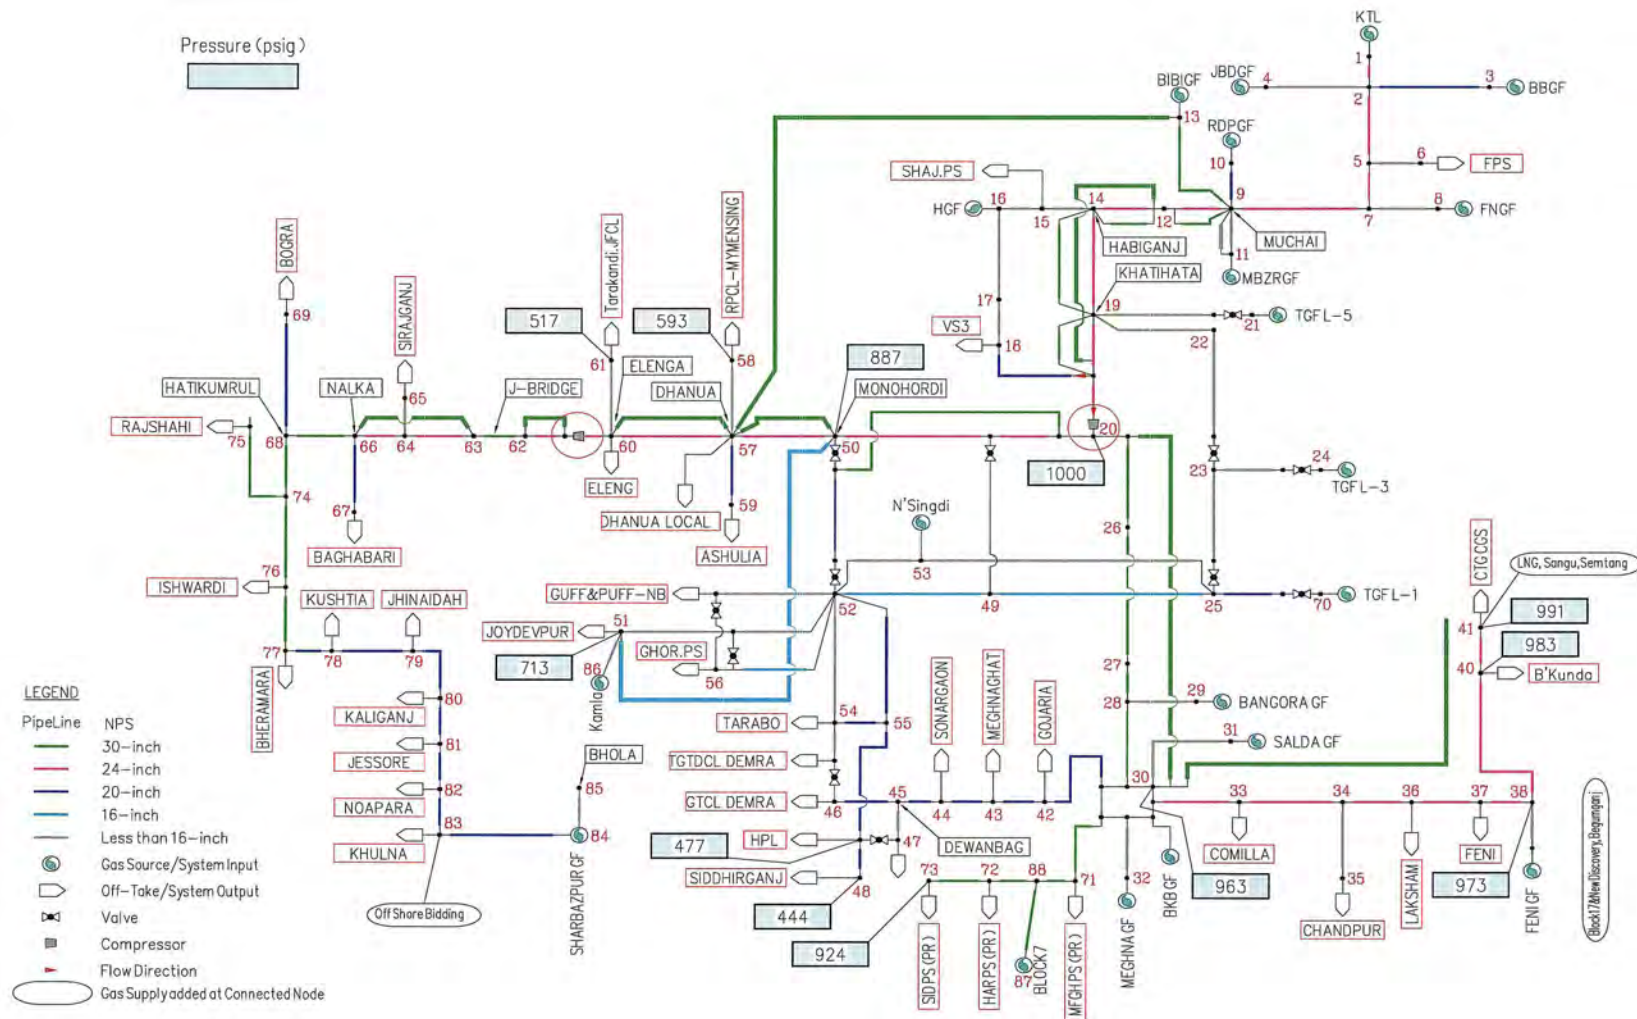 Pressure (psig)
KTL
1
JBDGF
4
3
BBGF
2
BIBIGF
13
RDPGF
10
5
6
FPS
9
SHAJ.PS
HGF
16
15
14
12
7
8
FNGF
HABIGANJ
MUCHAI
11
MBZRGF
KHATIHATA
17
19
21
TGFL-5
22
VS3
18
BOGRA
69
SIRAJGANJ
65
Tarakandi.JFCL
517
61
593
RPCL-MYMENSING
58
887
MONOHORDI
HATIKUMRUL
NALKA
J-BRIDGE
ELENGA
DHANUA
RAJSHAHI
75
68
66
64
63
62
60
57
50
20
1000
23
24
TGFL-3
74
67
BAGHABARI
ELENG
DHANUA LOCAL
59
ASHULIA
N'Singdi
53
26
76
ISHWARDI
KUSHTIA
JHINAIDAH
GUFF&PUFF-NB
52
49
25
70
TGFL-1
CTGCGS
LNG, Sangu,Semtang
51
JOYDEVPUR
713
86
Kamla
GHOR.PS
56
41
991
983
40
B'Kunda
77
78
79
BHERAMARA
27
28
29
BANGORA GF
80
KALIGANJ
81
JESSORE
82
NOAPARA
83
KHULNA
BHOLA
85
84
SHARBAZPUR GF
Off Shore Bidding
TARABO
54
55
TGTDCL DEMRA
GTCL DEMRA
46
45
SONARGAON
44
MEGHNAGHAT
43
GOJARIA
42
31
SALDA GF
30
33
34
36
37
38
COMILLA
35
CHANDPUR
LAKSHAM
FENI
973
FENI GF
Block17&New Discovery, Begumganj
HPL
47
DEWANBAG
477
SIDDHIRGANJ
48
444
924
73
72
88
71
SIDPS (PR)
HARPS (PR)
87
BLOCK7
MFGHPS (PR)
32
MEGHNA GF
BKB GF
963
LEGEND
PipeLine NPS
30-inch
24-inch
20-inch
16-inch
Less than 16-inch
Gas Source/System Input
Off-Take/System Output
Valve
Compressor
Flow Direction
Gas Supply added at Connected Node